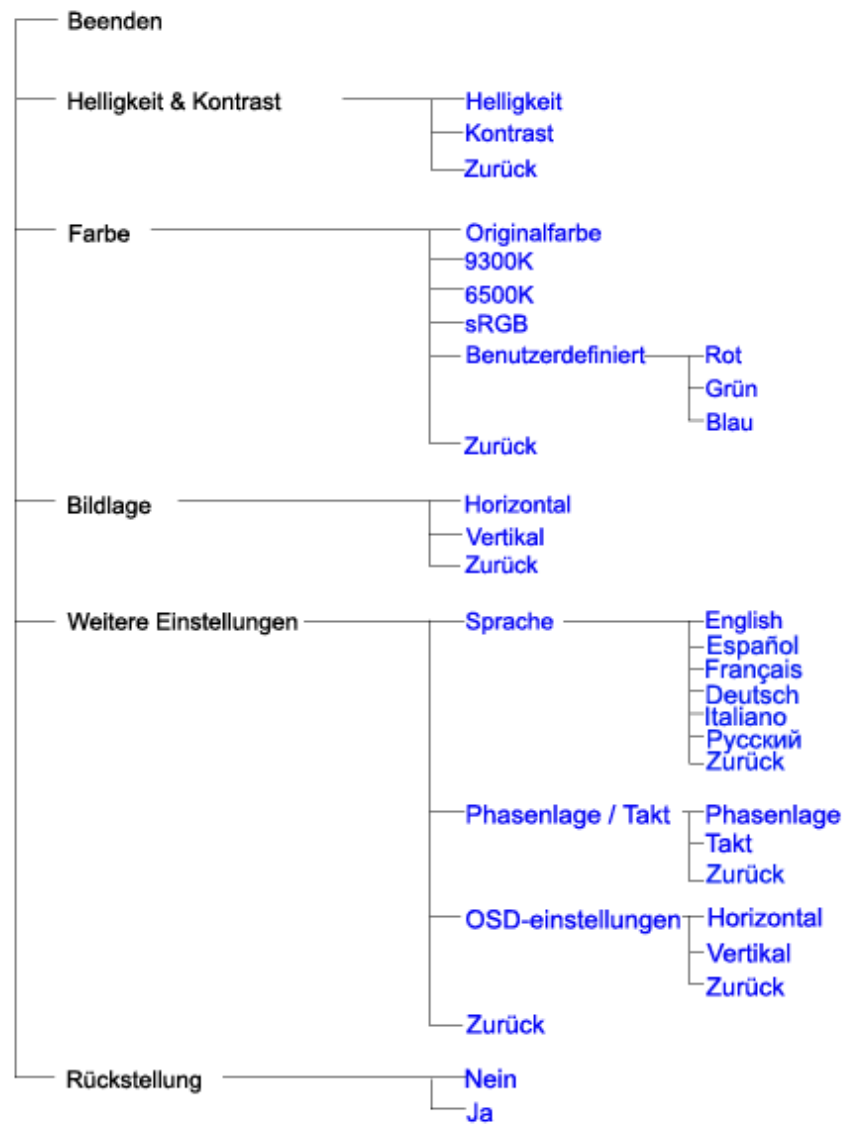 Beenden
Helligkeit & Kontrast Helligkeit
Kontrast
Zurück
Farbe Originalfarbe
9300K
6500K
sRGB
Benutzerdefiniert Rot
Grün
Blau
Zurück
Bildlage Horizontal
Vertikal
Zurück
Weitere Einstellungen Sprache English
Español
Français
Deutsch
Italiano
Русский
Zurück
Phasenlage / Takt Phasenlage
Takt
Zurück
OSD-einstellungen Horizontal
Vertikal
Zurück
Zurück
Rückstellung Nein
Ja